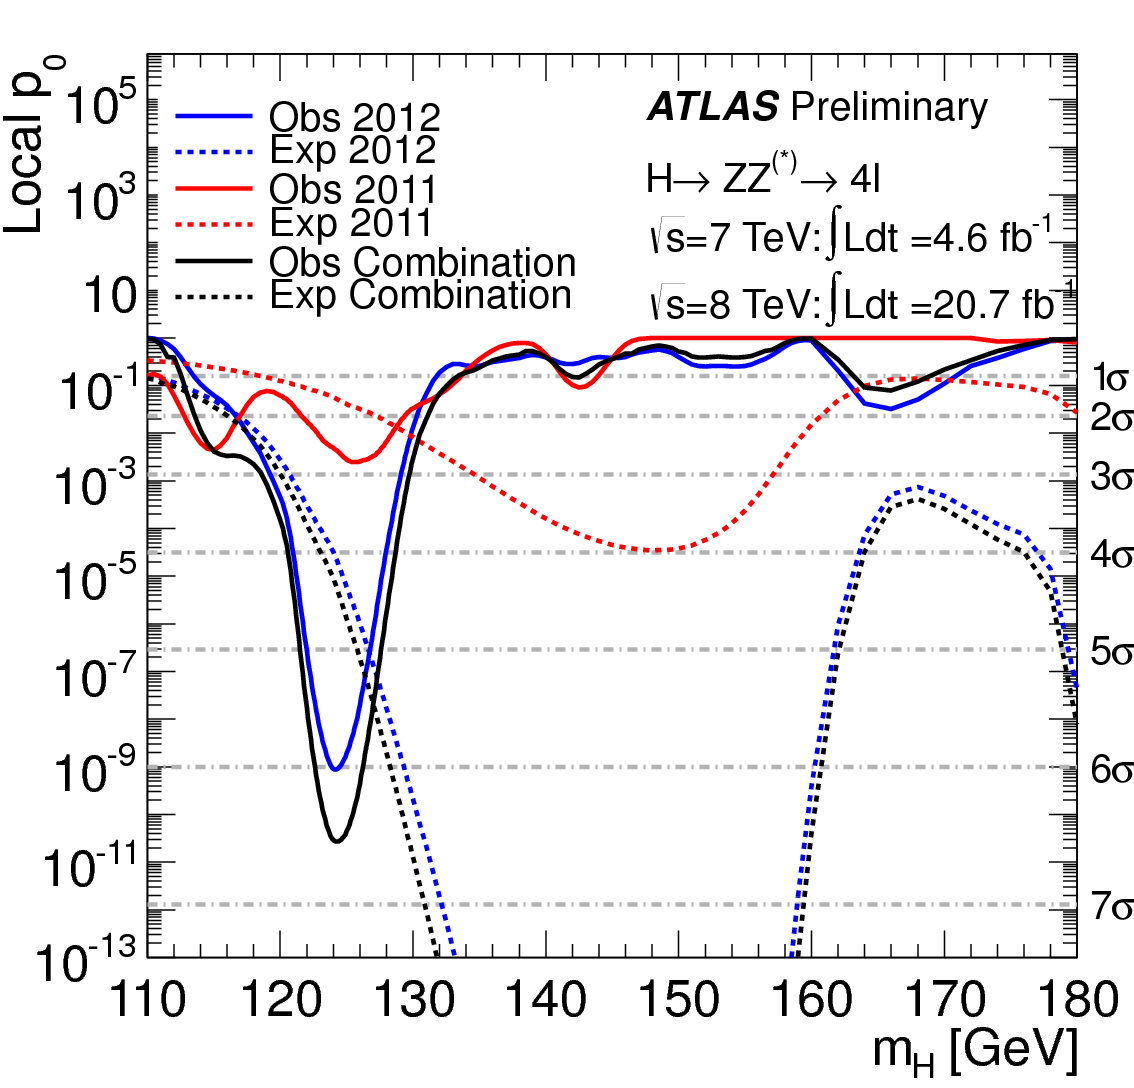 Local p0
10^5
10^3
10
10^-1
10^-3
10^-5
10^-7
10^-9
10^-11
10^-13
Obs 2012
Exp 2012
Obs 2011
Exp 2011
Obs Combination
Exp Combination
ATLAS Preliminary
H→ ZZ^(*)→ 4l
√s=7 TeV:∫Ldt =4.6 fb^-1
√s=8 TeV:∫Ldt =20.7 fb^-1
1σ
2σ
3σ
4σ
5σ
6σ
7σ
110 120 130 140 150 160 170 180
mH [GeV]